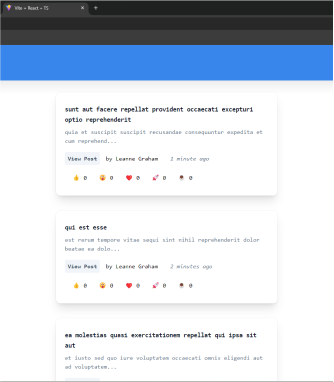 Vite + React + TS
sunt aut facere repellat provident occaecati excepturi
optio reprehenderit
quia et suscipit suscipit recusandae consequuntur expedita et
cum reprehend...
View Post by Leanne Graham 1 minute ago
👍 0 😮 0 ❤️ 0 🚀 0 0
qui est esse
est rerum tempore vitae sequi sint nihil reprehenderit dolor
beatae ea dolo...
View Post by Leanne Graham 2 minutes ago
👍 0 😮 0 ❤️ 0 🚀 0 0
ea molestias quasi exercitationem repellat qui ipsa sit
aut
et iusto sed quo iure voluptatem occaecati omnis eligendi aut
ad voluptatem...